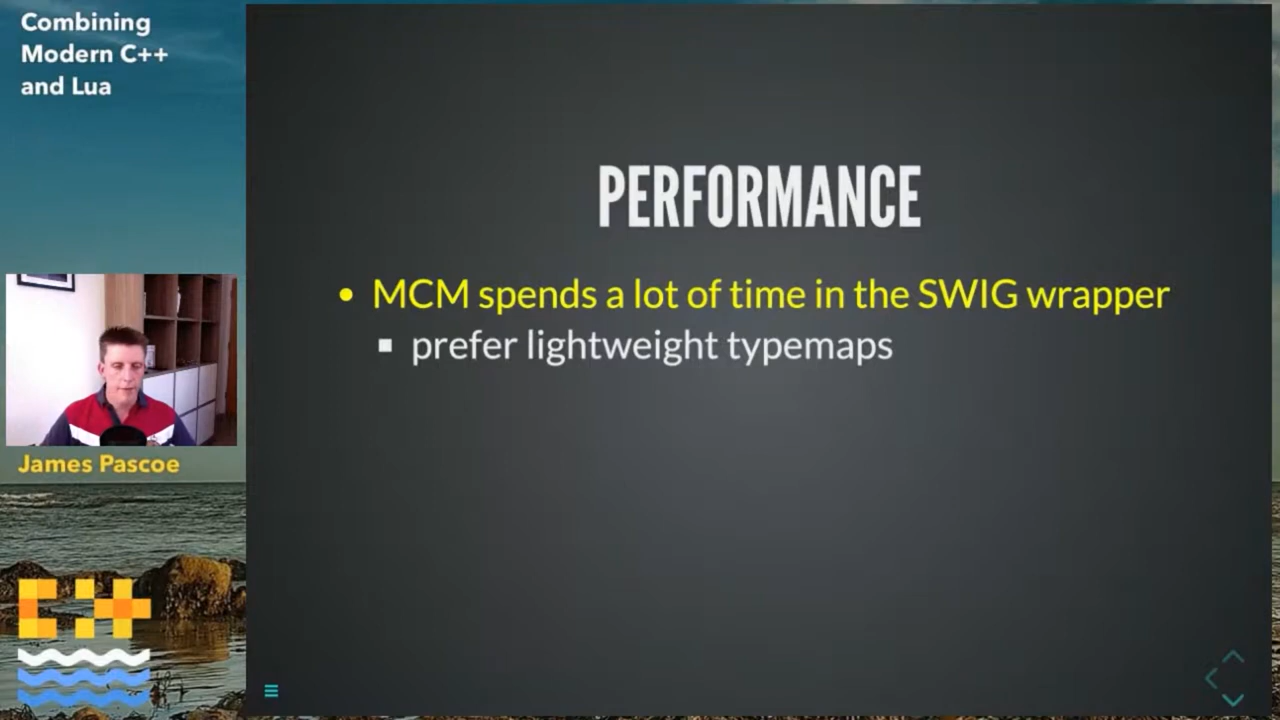 Combining
Modern C++
and Lua
PERFORMANCE
MCM spends a lot of time in the SWIG wrapper
prefer lightweight typemaps
James Pascoe
C++